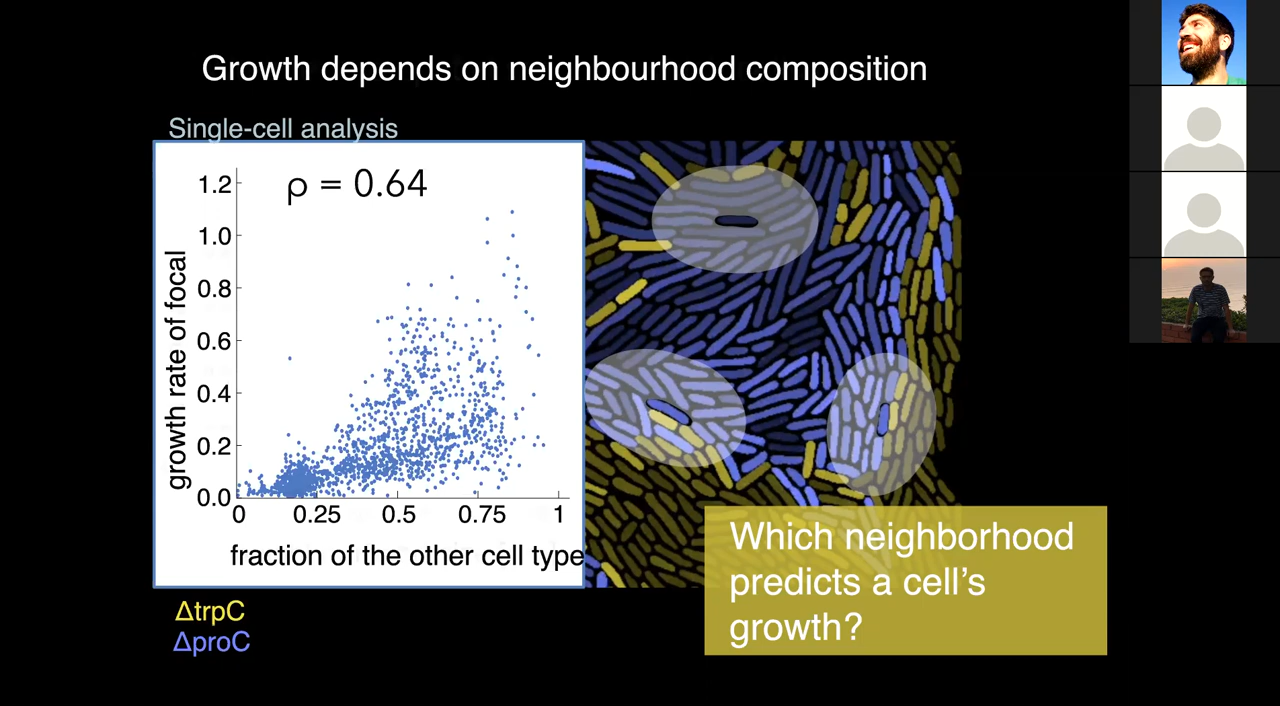 Growth depends on neighbourhood composition
Single-cell analysis
ρ = 0.64
growth rate of focal
1.2
1.0
0.8
0.6
0.4
0.2
0.0
0 0.25 0.5 0.75 1
fraction of the other cell type
ΔtrpC
ΔproC
Which neighborhood
predicts a cell’s
growth?